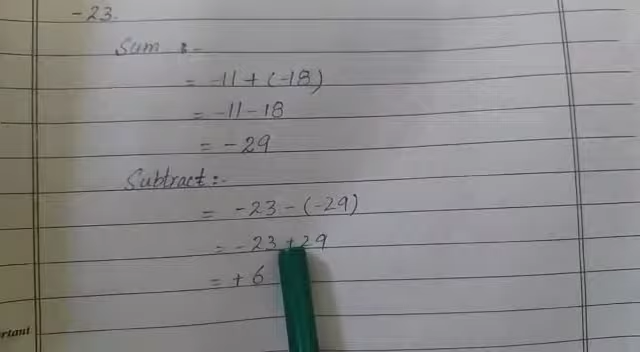 -23.
Sum :-
= -11 + (-18)
= -11 - 18
= - 29
Subtract :-
= -23 - (-29)
= - 23 + 29
= + 6